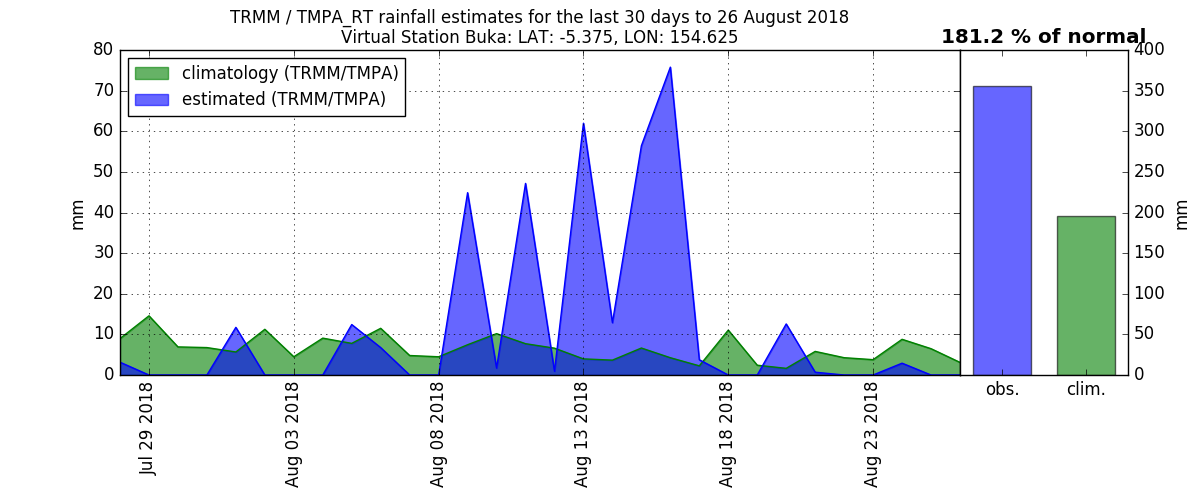 TRMM / TMPA_RT rainfall estimates for the last 30 days to 26 August 2018
Virtual Station Buka: LAT: -5.375, LON: 154.625
181.2 % of normal
climatology (TRMM/TMPA)
estimated (TRMM/TMPA)
80
70
60
50
40
30
20
10
0
mm
Jul 29 2018
Aug 03 2018
Aug 08 2018
Aug 13 2018
Aug 18 2018
Aug 23 2018
obs.
clim.
400
350
300
250
200
150
100
50
0
mm